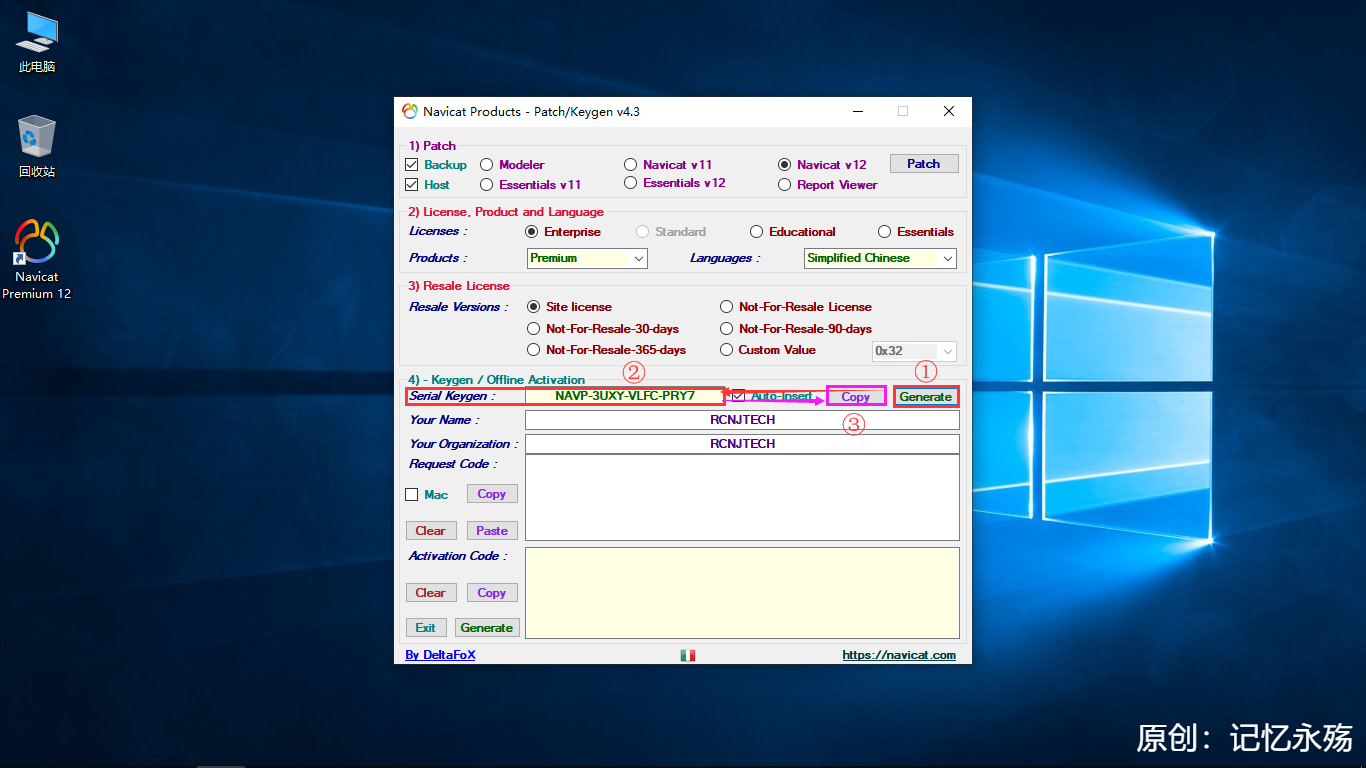 此电脑
回收站
Navicat
Premium 12
Navicat Products - Patch/Keygen v4.3
1) Patch
Backup Modeler Navicat v11 Navicat v12 Patch
Host Essentials v11 Essentials v12 Report Viewer
2) License, Product and Language
Licenses : Enterprise Standard Educational Essentials
Products : Premium Languages : Simplified Chinese
3) Resale License
Resale Versions : Site license Not-For-Resale License
Not-For-Resale-30-days Not-For-Resale-90-days
Not-For-Resale-365-days Custom Value 0x32
4) - Keygen / Offline Activation
② ①
Serial Keygen : NAVP-3UXY-VLFC-PRY7 Auto-Insert Copy Generate
③
Your Name : RCNJTECH
Your Organization : RCNJTECH
Request Code :
Mac Copy
Clear Paste
Activation Code :
Clear Copy
Exit Generate
By DeltaFoX https://navicat.com
原创：记忆永殇